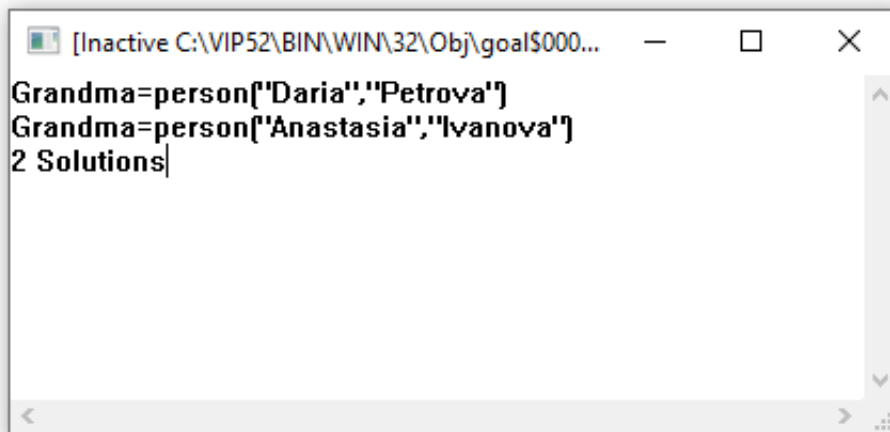 [Inactive C:\VIP52\BIN\WIN\32\Obj\goal$000...
Grandma=person("Daria","Petrova")
Grandma=person("Anastasia","Ivanova")
2 Solutions